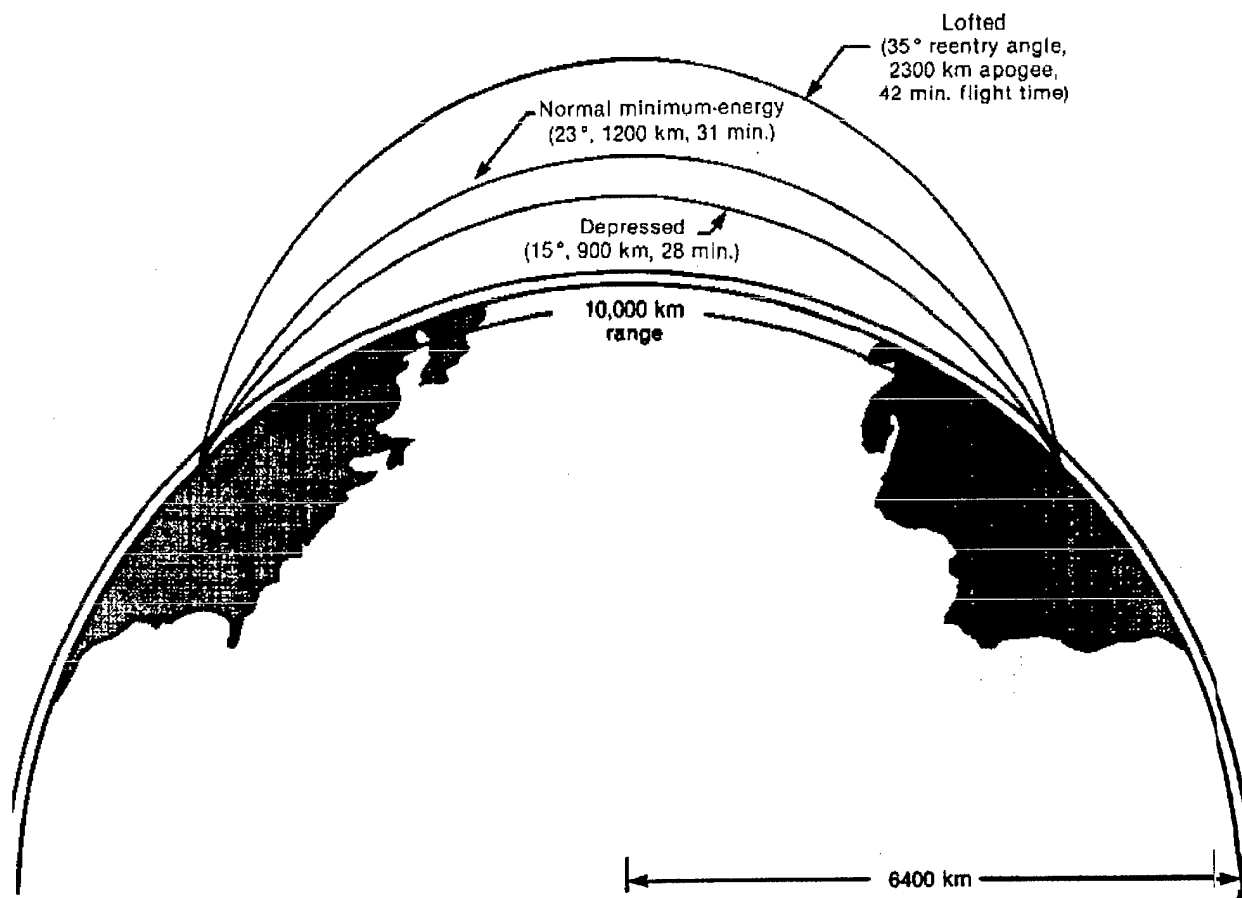 Lofted
(35° reentry angle,
2300 km apogee,
42 min. flight time)
Normal minimum-energy
(23°, 1200 km, 31 min.)
Depressed
(15°, 900 km, 28 min.)
10,000 km
range
6400 km